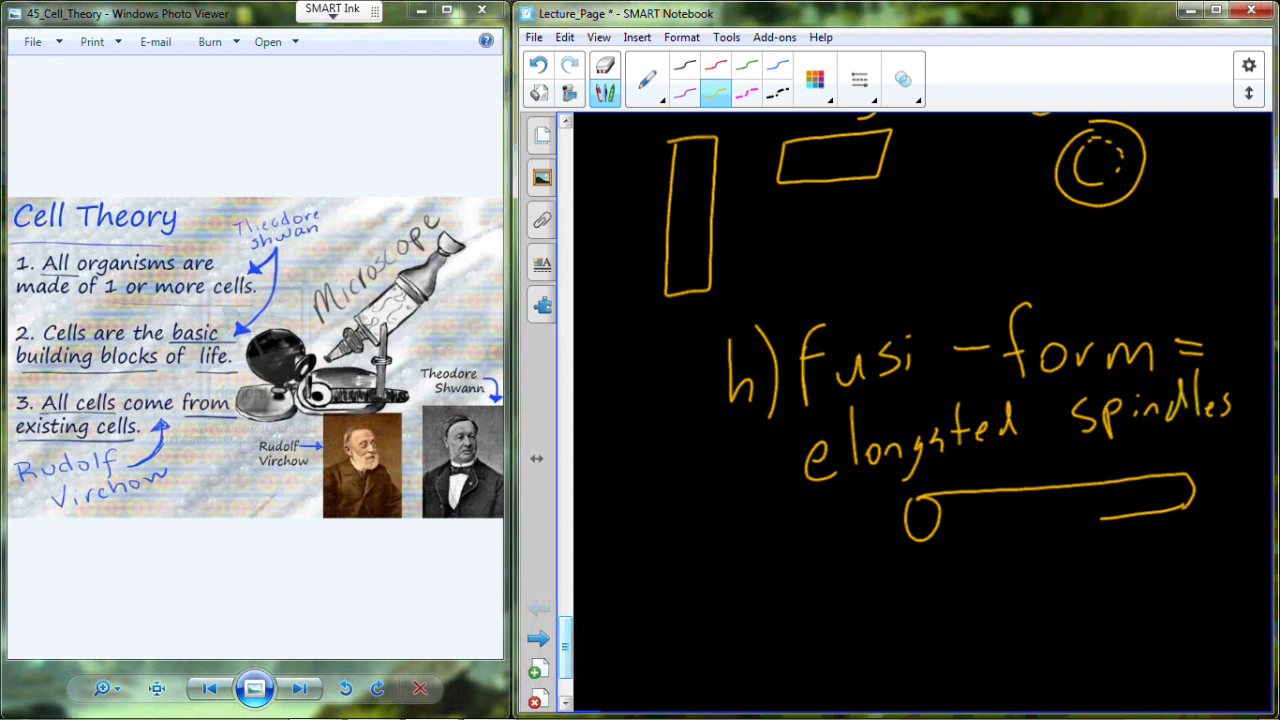 45_Cell_Theory - Windows Photo Viewer
SMART Ink
File Print E-mail Burn Open
Cell Theory
Theodore
shwan
1. All organisms are
made of 1 or more cells.
Microscope
2. Cells are the basic
building blocks of life.
3. All cells come from
existing cells.
Rudolf
Virchow
Rudolf
Virchow
Theodore
Shwann
Lecture_Page * - SMART Notebook
File Edit View Insert Format Tools Add-ons Help
h) fusi - form =
elongated spindles